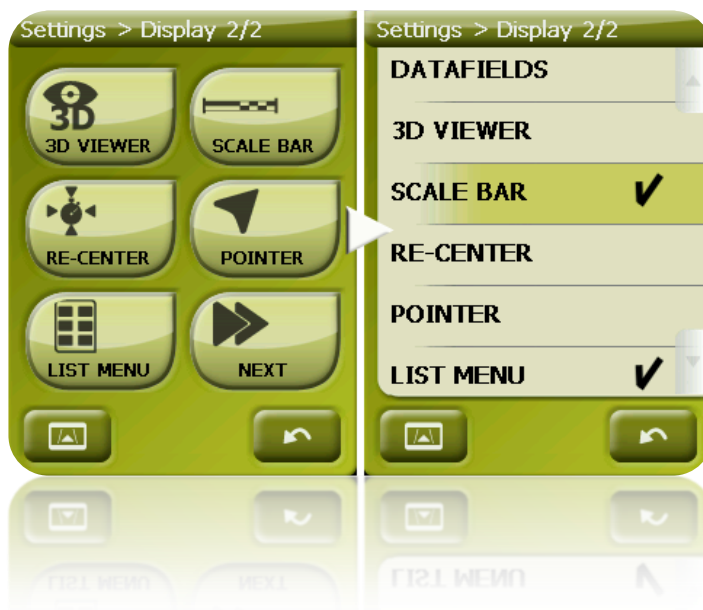 Settings > Display 2/2
3D
3D VIEWER
SCALE BAR
RE-CENTER
POINTER
LIST MENU
NEXT
Settings > Display 2/2
DATAFIELDS
3D VIEWER
SCALE BAR
RE-CENTER
POINTER
LIST MENU